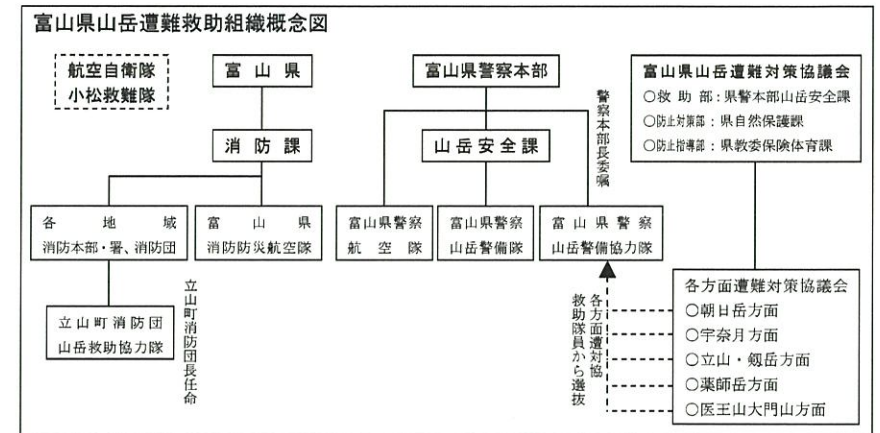 富山県山岳遭難救助組織概念図
航空自衛隊
小松救難隊
富山県
消防課
各地域
消防本部・署、消防団
富山県
消防防災航空隊
立山町消防団
山岳救助協力隊
立山町消防団長任命
富山県警察本部
山岳安全課
警察本部長委嘱
富山県警察
航空隊
富山県警察
山岳警備隊
富山県警察
山岳警備協力隊
各方面遭対協
救助隊員から選抜
富山県山岳遭難対策協議会
○救助部：県警本部山岳安全課
○防止対策部：県自然保護課
○防止指導部：県教委保険体育課
各方面遭難対策協議会
○朝日岳方面
○宇奈月方面
○立山・剱岳方面
○薬師岳方面
○医王山大門山方面